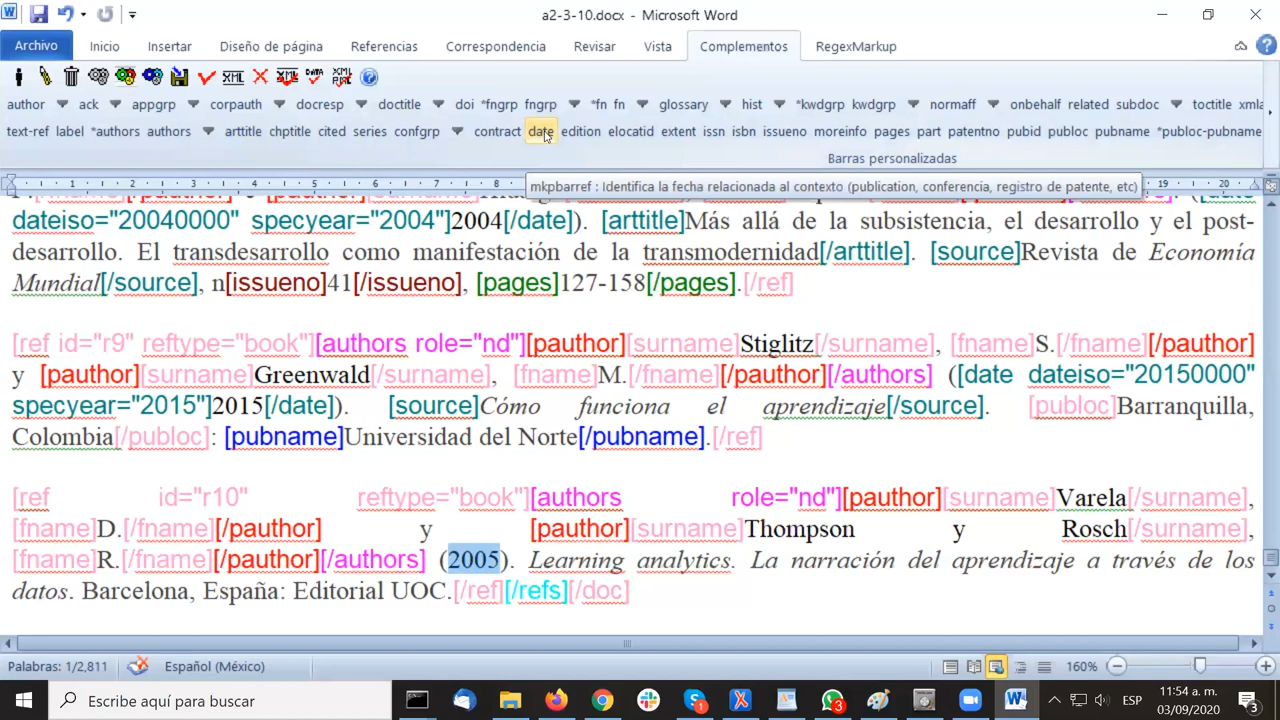 a2-3-10.docx - Microsoft Word
Archivo Inicio Insertar Diseño de página Referencias Correspondencia Revisar Vista Complementos RegexMarkup
author ack appgrp corpauth docresp doctitle doi *fngrp fngrp *fn fn glossary hist *kwdgrp kwdgrp normaff onbehalf related subdoc toctitle xmla
text-ref label *authors authors arttitle chptitle cited series confgrp contract date edition elocatid extent issn isbn issueno moreinfo pages part patentno pubid publoc pubname *publoc-pubname
Barras personalizadas
mkpbarref : Identifica la fecha relacionada al contexto (publication, conferencia, registro de patente, etc)
dateiso="20040000" specyear="2004"]2004[/date]). [arttitle]Más allá de la subsistencia, el desarrollo y el post-
desarrollo. El transdesarrollo como manifestación de la transmodernidad[/arttitle]. [source]Revista de Economía
Mundial[/source], n[issueno]41[/issueno], [pages]127-158[/pages].[/ref]
[ref id="r9" reftype="book"][authors role="nd"][pauthor][surname]Stiglitz[/surname], [fname]S.[/fname][/pauthor]
y [pauthor][surname]Greenwald[/surname], [fname]M.[/fname][/pauthor][/authors] ([date dateiso="20150000"
specyear="2015"]2015[/date]). [source]Cómo funciona el aprendizaje[/source]. [publoc]Barranquilla,
Colombia[/publoc]: [pubname]Universidad del Norte[/pubname].[/ref]
[ref id="r10" reftype="book"][authors role="nd"][pauthor][surname]Varela[/surname],
[fname]D.[/fname][/pauthor] y [pauthor][surname]Thompson y Rosch[/surname],
[fname]R.[/fname][/pauthor][/authors] (2005). Learning analytics. La narración del aprendizaje a través de los
datos. Barcelona, España: Editorial UOC.[/ref][/refs][/doc]
Palabras: 1/2,811 Español (México) 160%
Escribe aquí para buscar ESP 11:54 a. m.
03/09/2020